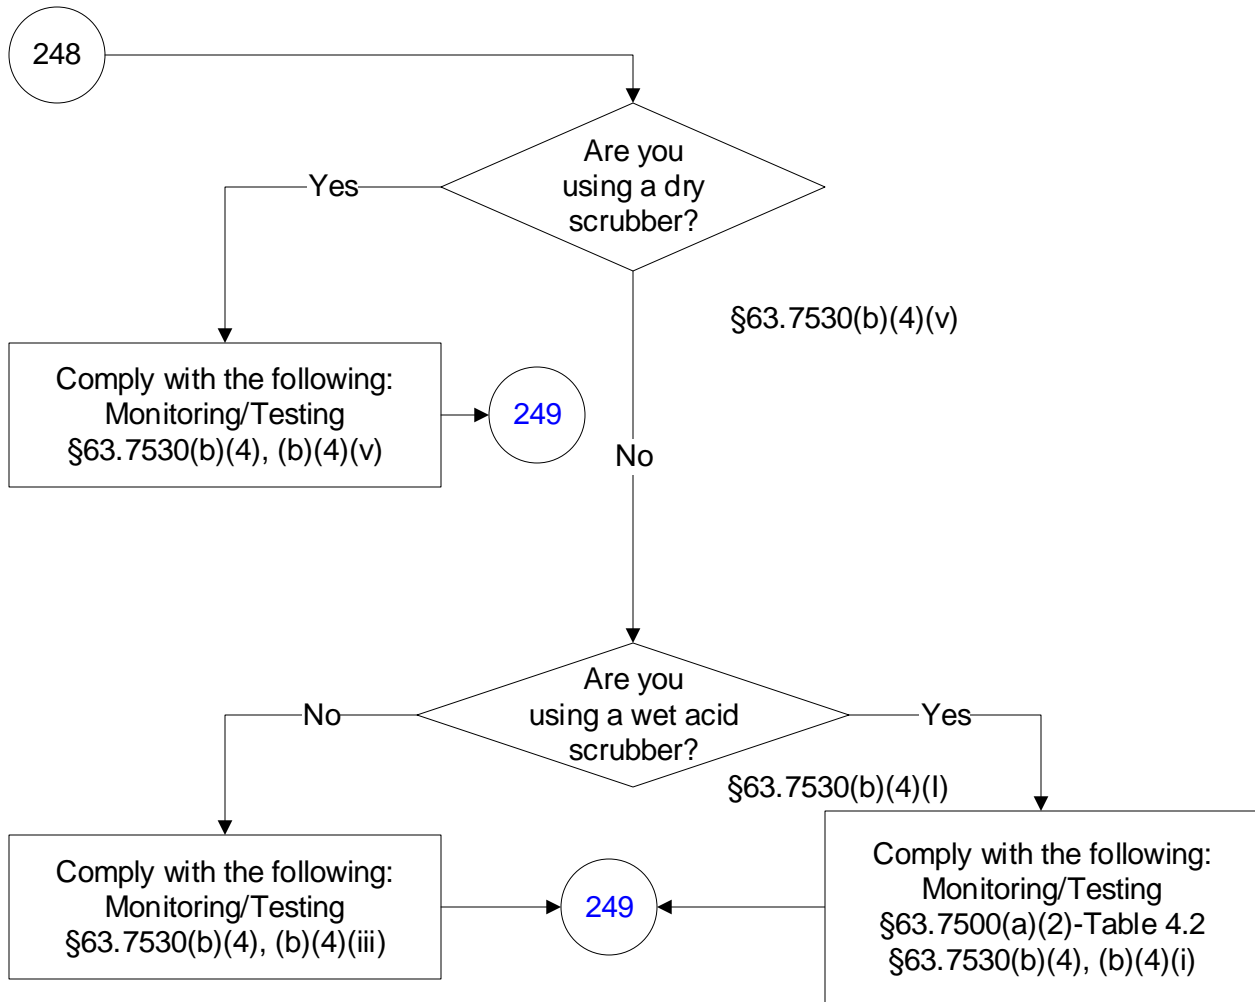 248
Are you
using a dry
scrubber?
Yes
§63.7530(b)(4)(v)
Comply with the following:
Monitoring/Testing
§63.7530(b)(4), (b)(4)(v)
249
No
Are you
using a wet acid
scrubber?
No
Yes
§63.7530(b)(4)(I)
Comply with the following:
Monitoring/Testing
§63.7530(b)(4), (b)(4)(iii)
249
Comply with the following:
Monitoring/Testing
§63.7500(a)(2)-Table 4.2
§63.7530(b)(4), (b)(4)(i)